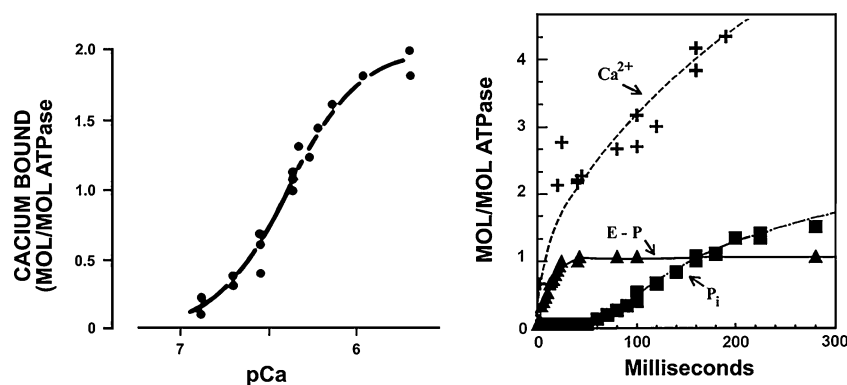 CACIUM BOUND
(MOL/MOL ATPase)
2.0
1.5
1.0
0.5
0
7
6
pCa
MOL/MOL ATPase
4
3
2
1
0
Ca2+
E - P
Pi
0
100
200
300
Milliseconds